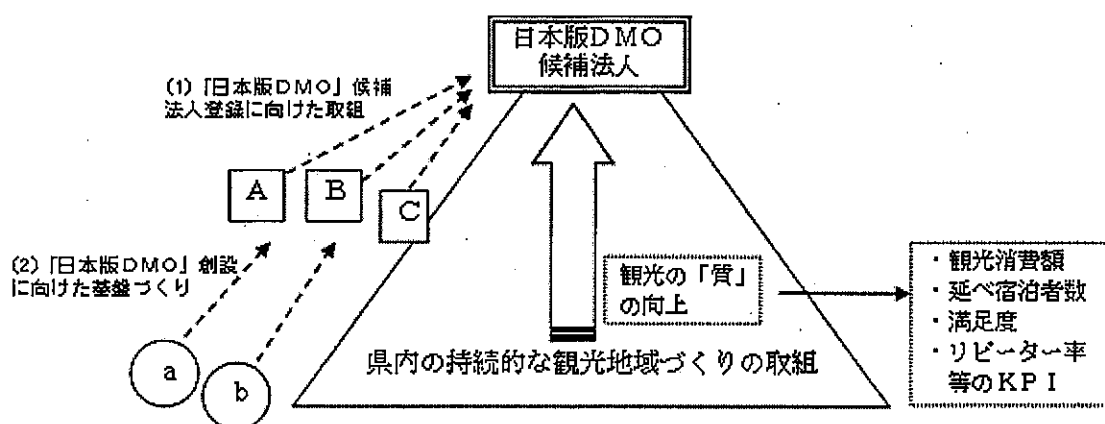 日本版ＤＭＯ
候補法人
(1)「日本版ＤＭＯ」候補
法人登録に向けた取組
A
B
C
(2)「日本版ＤＭＯ」創設
に向けた基盤づくり
a
b
観光の「質」
の向上
県内の持続的な観光地域づくりの取組
・観光消費額
・延べ宿泊者数
・満足度
・リピーター率
等のＫＰＩ